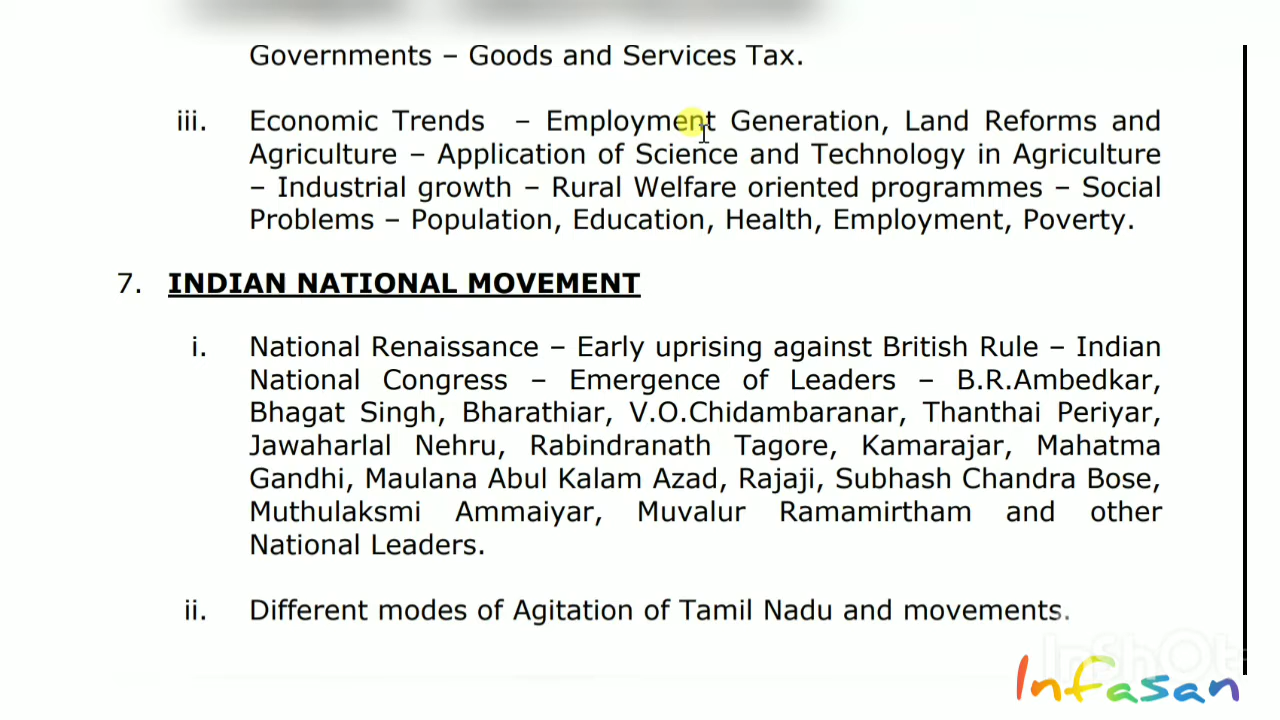 Governments – Goods and Services Tax.
iii. Economic Trends – Employment Generation, Land Reforms and
Agriculture – Application of Science and Technology in Agriculture
– Industrial growth – Rural Welfare oriented programmes – Social
Problems – Population, Education, Health, Employment, Poverty.
7. INDIAN NATIONAL MOVEMENT
i. National Renaissance – Early uprising against British Rule – Indian
National Congress – Emergence of Leaders – B.R.Ambedkar,
Bhagat Singh, Bharathiar, V.O.Chidambaranar, Thanthai Periyar,
Jawaharlal Nehru, Rabindranath Tagore, Kamarajar, Mahatma
Gandhi, Maulana Abul Kalam Azad, Rajaji, Subhash Chandra Bose,
Muthulaksmi Ammaiyar, Muvalur Ramamirtham and other
National Leaders.
ii. Different modes of Agitation of Tamil Nadu and movements.
InShOt
Infasan